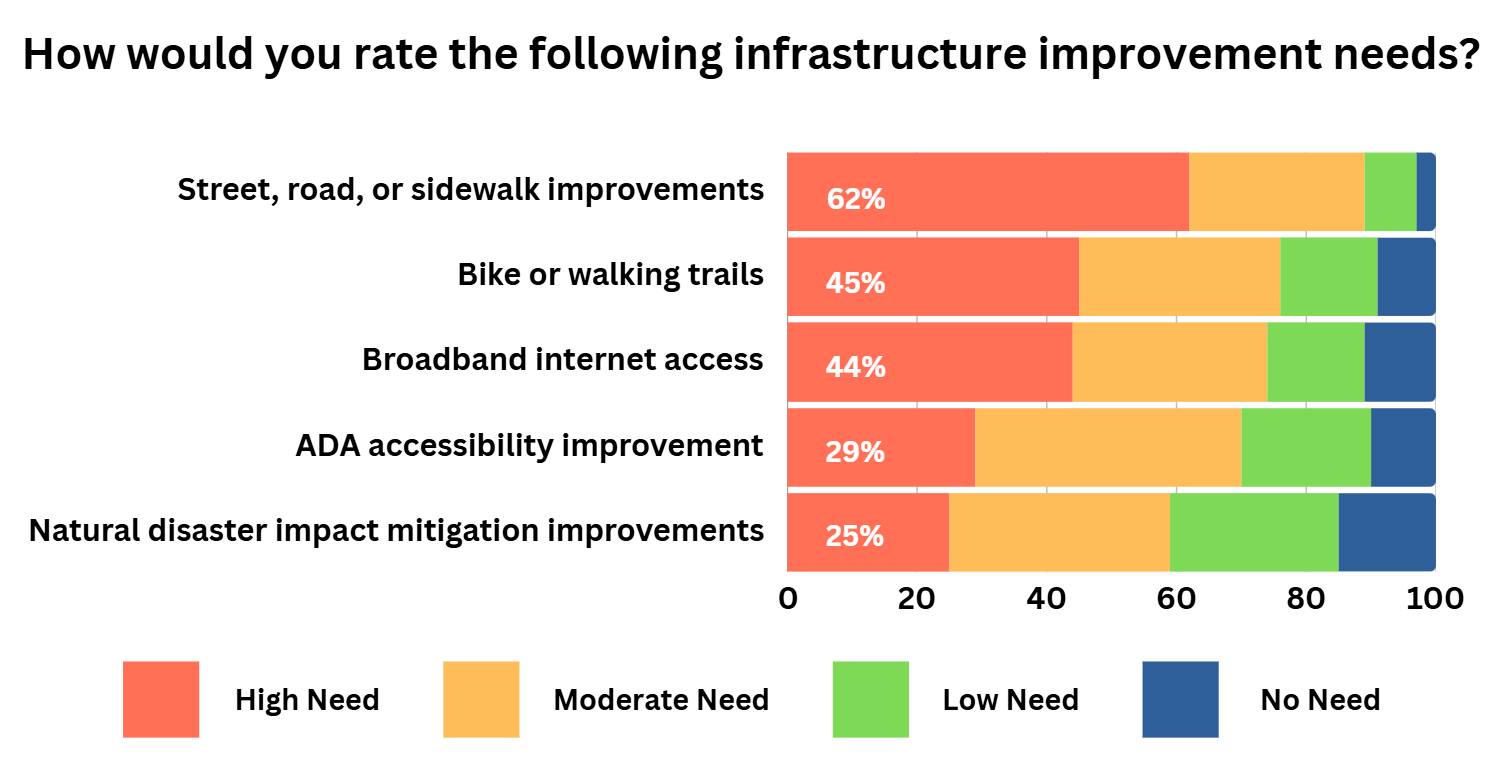 How would you rate the following infrastructure improvement needs?
Street, road, or sidewalk improvements
62%
Bike or walking trails
45%
Broadband internet access
44%
ADA accessibility improvement
29%
Natural disaster impact mitigation improvements
25%
0 20 40 60 80 100
High Need Moderate Need Low Need No Need